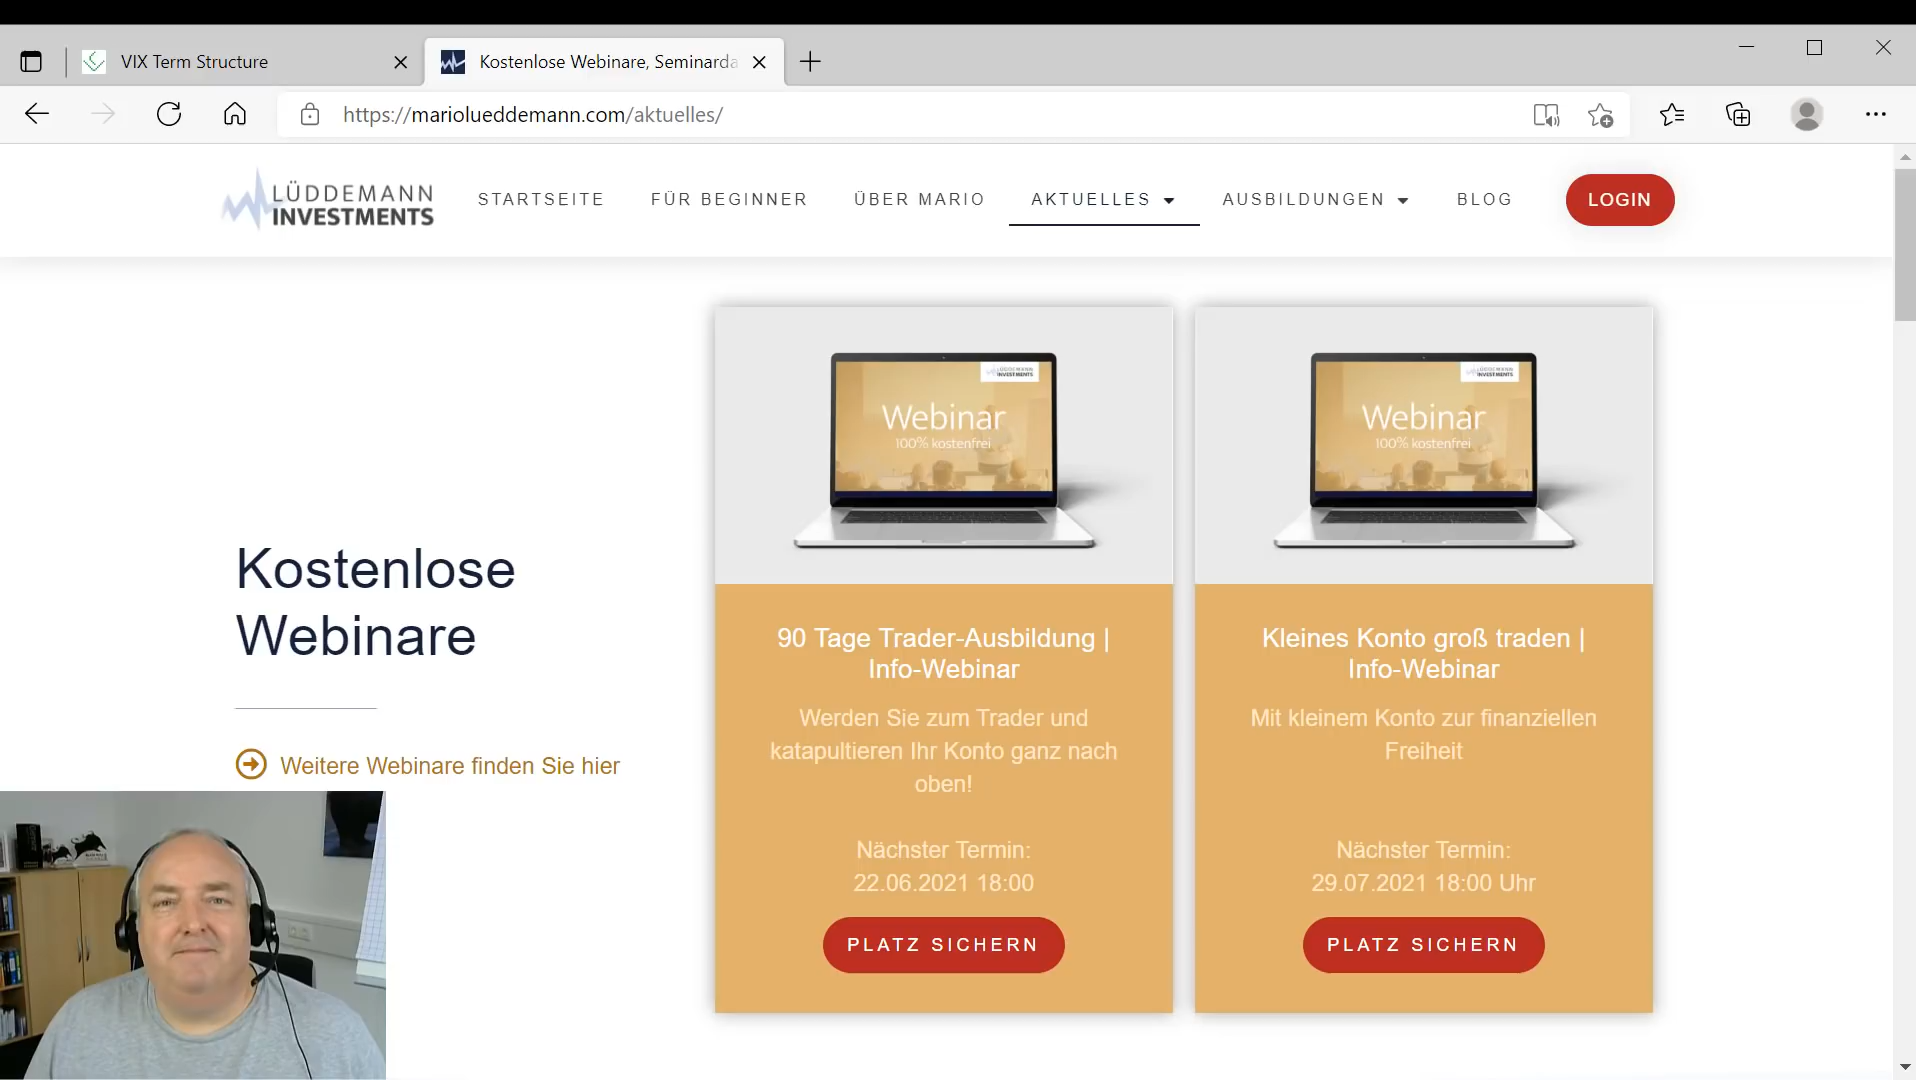 VIX Term Structure
Kostenlose Webinare, Seminarda
https://mariolueddemann.com/aktuelles/
LÜDDEMANN
INVESTMENTS
STARTSEITE
FÜR BEGINNER
ÜBER MARIO
AKTUELLES
AUSBILDUNGEN
BLOG
LOGIN
Kostenlose
Webinare
Weitere Webinare finden Sie hier
LÜDDEMANN
INVESTMENTS
Webinar
100% kostenfrei
90 Tage Trader-Ausbildung |
Info-Webinar
Werden Sie zum Trader und
katapultieren Ihr Konto ganz nach
oben!
Nächster Termin:
22.06.2021 18:00
PLATZ SICHERN
LÜDDEMANN
INVESTMENTS
Webinar
100% kostenfrei
Kleines Konto groß traden |
Info-Webinar
Mit kleinem Konto zur finanziellen
Freiheit
Nächster Termin:
29.07.2021 18:00 Uhr
PLATZ SICHERN